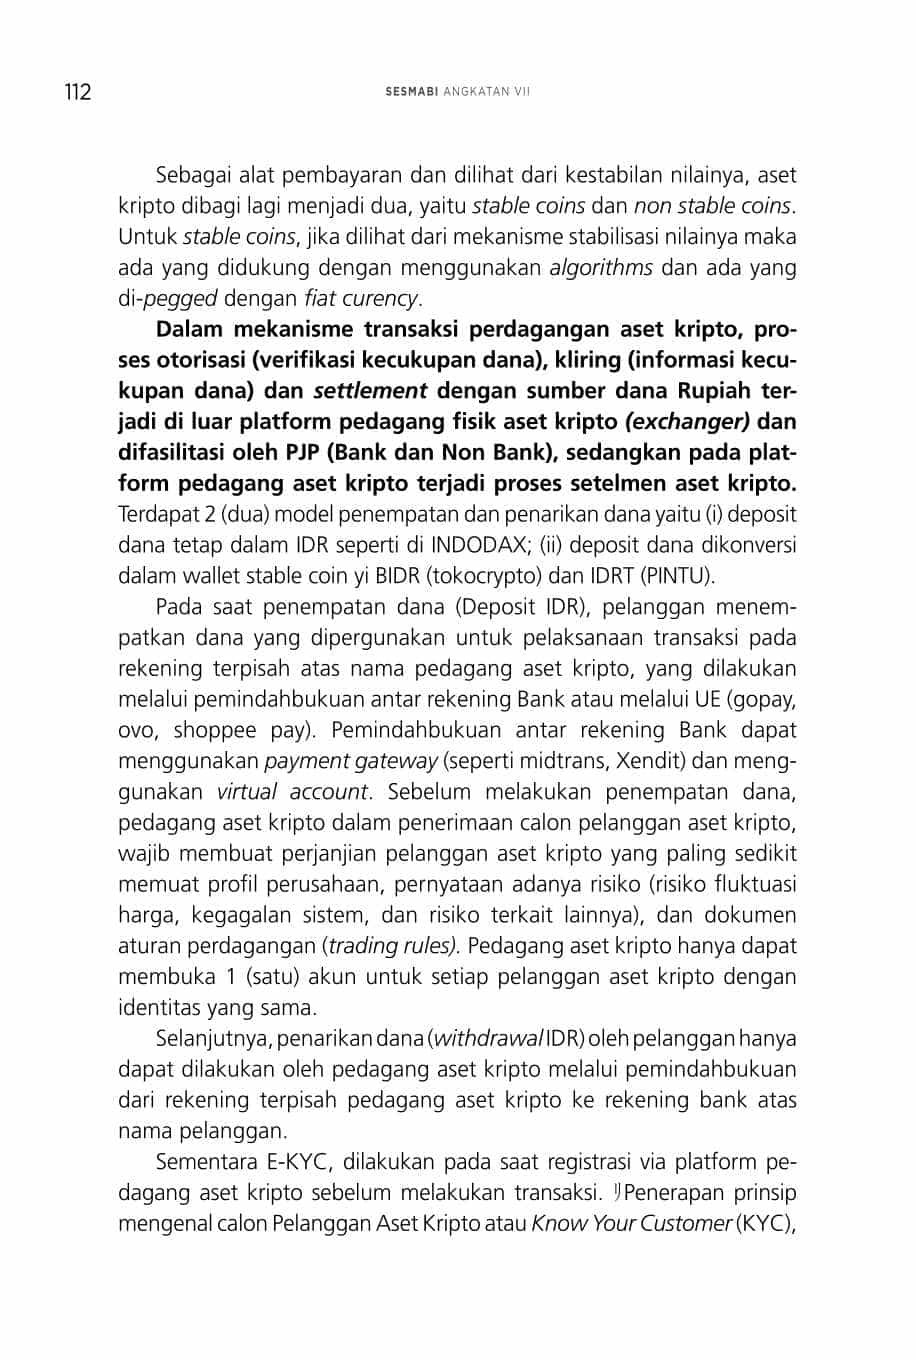 112
SESMABI ANGKATAN VII
Sebagai alat pembayaran dan dilihat dari kestabilan nilainya, aset
kripto dibagi lagi menjadi dua, yaitu stable coins dan non stable coins.
Untuk stable coins, jika dilihat dari mekanisme stabilisasi nilainya maka
ada yang didukung dengan menggunakan algorithms dan ada yang
di-pegged dengan fiat curency.
Dalam mekanisme transaksi perdagangan aset kripto, pro-
ses otorisasi (verifikasi kecukupan dana), kliring (informasi kecu-
kupan dana) dan settlement dengan sumber dana Rupiah ter-
jadi di luar platform pedagang fisik aset kripto (exchanger) dan
difasilitasi oleh PJP (Bank dan Non Bank), sedangkan pada plat-
form pedagang aset kripto terjadi proses setelmen aset kripto.
Terdapat 2 (dua) model penempatan dan penarikan dana yaitu (i) deposit
dana tetap dalam IDR seperti di INDODAX; (ii) deposit dana dikonversi
dalam wallet stable coin yi BIDR (tokocrypto) dan IDRT (PINTU).
Pada saat penempatan dana (Deposit IDR), pelanggan menem-
patkan dana yang dipergunakan untuk pelaksanaan transaksi pada
rekening terpisah atas nama pedagang aset kripto, yang dilakukan
melalui pemindahbukuan antar rekening Bank atau melalui UE (gopay,
ovo, shoppee pay). Pemindahbukuan antar rekening Bank dapat
menggunakan payment gateway (seperti midtrans, Xendit) dan meng-
gunakan virtual account. Sebelum melakukan penempatan dana,
pedagang aset kripto dalam penerimaan calon pelanggan aset kripto,
wajib membuat perjanjian pelanggan aset kripto yang paling sedikit
memuat profil perusahaan, pernyataan adanya risiko (risiko fluktuasi
harga, kegagalan sistem, dan risiko terkait lainnya), dan dokumen
aturan perdagangan (trading rules). Pedagang aset kripto hanya dapat
membuka 1 (satu) akun untuk setiap pelanggan aset kripto dengan
identitas yang sama.
Selanjutnya, penarikan dana (withdrawal IDR) oleh pelanggan hanya
dapat dilakukan oleh pedagang aset kripto melalui pemindahbukuan
dari rekening terpisah pedagang aset kripto ke rekening bank atas
nama pelanggan.
Sementara E-KYC, dilakukan pada saat registrasi via platform pe-
dagang aset kripto sebelum melakukan transaksi. Penerapan prinsip
mengenal calon Pelanggan Aset Kripto atau Know Your Customer (KYC),